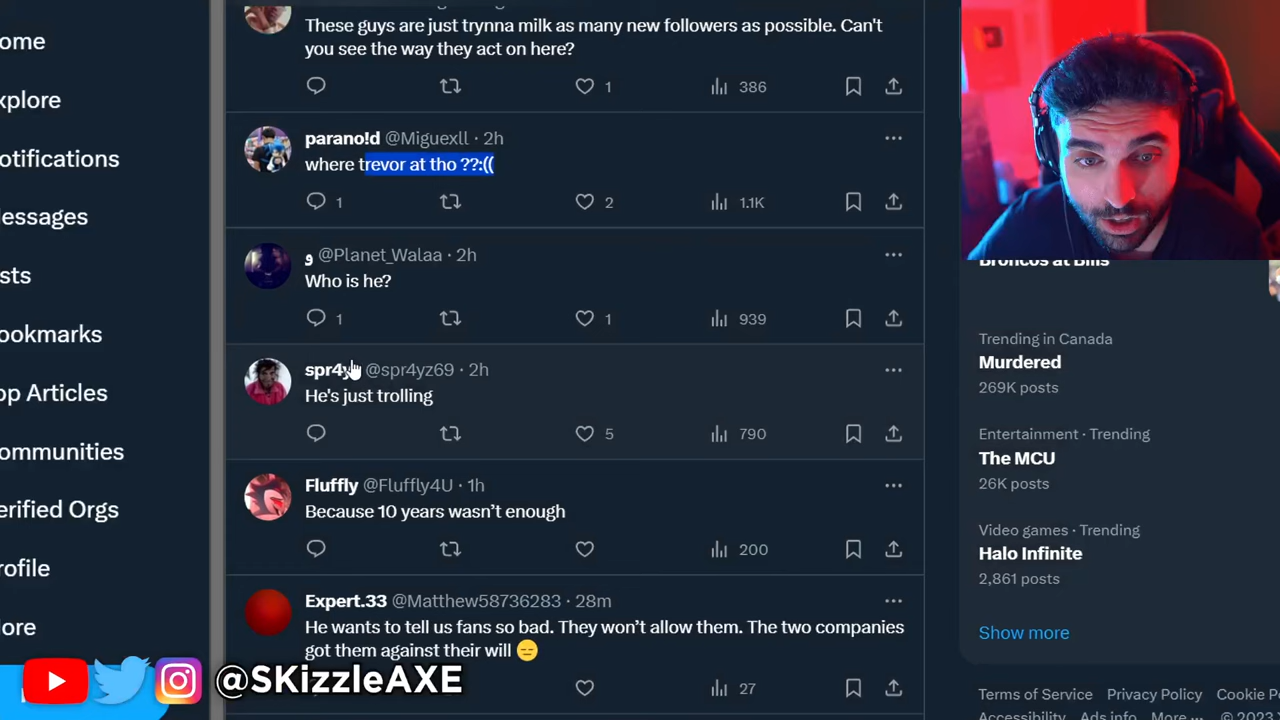 ome
xplore
otifications
essages
sts
ookmarks
op Articles
ommunities
erified Orgs
rofile
ore
These guys are just trynna milk as many new followers as possible. Can't
you see the way they act on here?
1
386
parano!d @Miguexll · 2h
where trevor at tho ??:((
1
2
1.1K
و @Planet_Walaa · 2h
Who is he?
1
1
939
@spr4yz69 · 2h
He's just trolling
5
790
Fluffly @Fluffly4U · 1h
Because 10 years wasn’t enough
200
Expert.33 @Matthew58736283 · 28m
He wants to tell us fans so bad. They won’t allow them. The two companies
got them against their will 😑
27
@SKizzleAXE
Broncos at Bills
Trending in Canada
Murdered
269K posts
Entertainment · Trending
The MCU
26K posts
Video games · Trending
Halo Infinite
2,861 posts
Show more
Terms of Service Privacy Policy Cookie P
Accessibility Ads info More ... © 2023